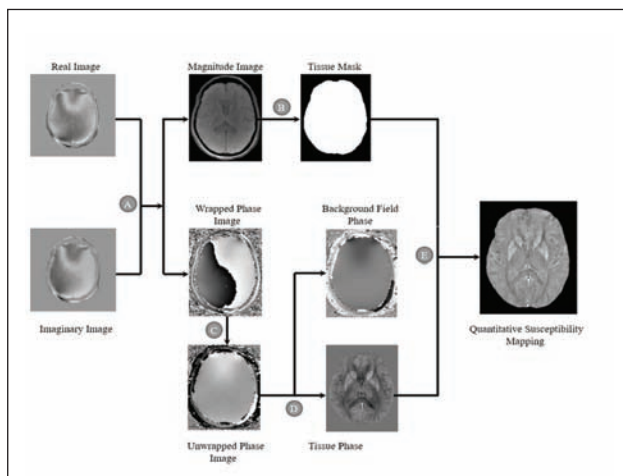 Real Image
Magnitude Image
Tissue Mask
B
A
Wrapped Phase
Image
Background Field
Phase
E
Imaginary Image
C
Quantitative Susceptibility
Mapping
D
Unwrapped Phase
Image
Tissue Phase